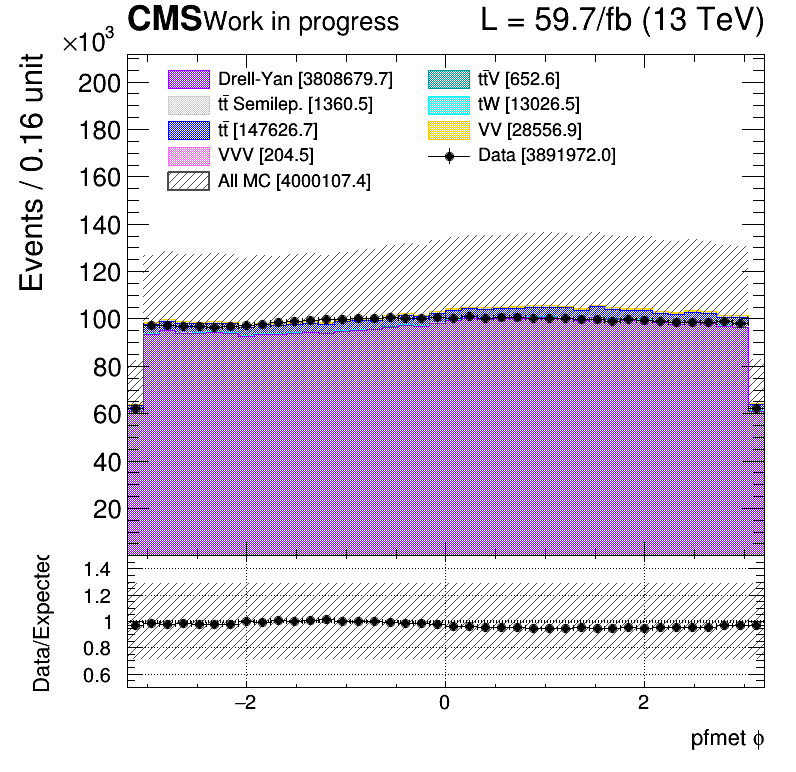 CMS Work in progress L = 59.7/fb (13 TeV)
×10³
Events / 0.16 unit
200
180
160
140
120
100
80
60
40
20
Drell-Yan [3808679.7]
tt̄ Semilep. [1360.5]
tt̄ [147626.7]
VVV [204.5]
All MC [4000107.4]
tt̄V [652.6]
tW [13026.5]
VV [28556.9]
Data [3891972.0]
Data/Expected
1.4
1.2
1
0.8
0.6
−2 0 2
pfmet ϕ